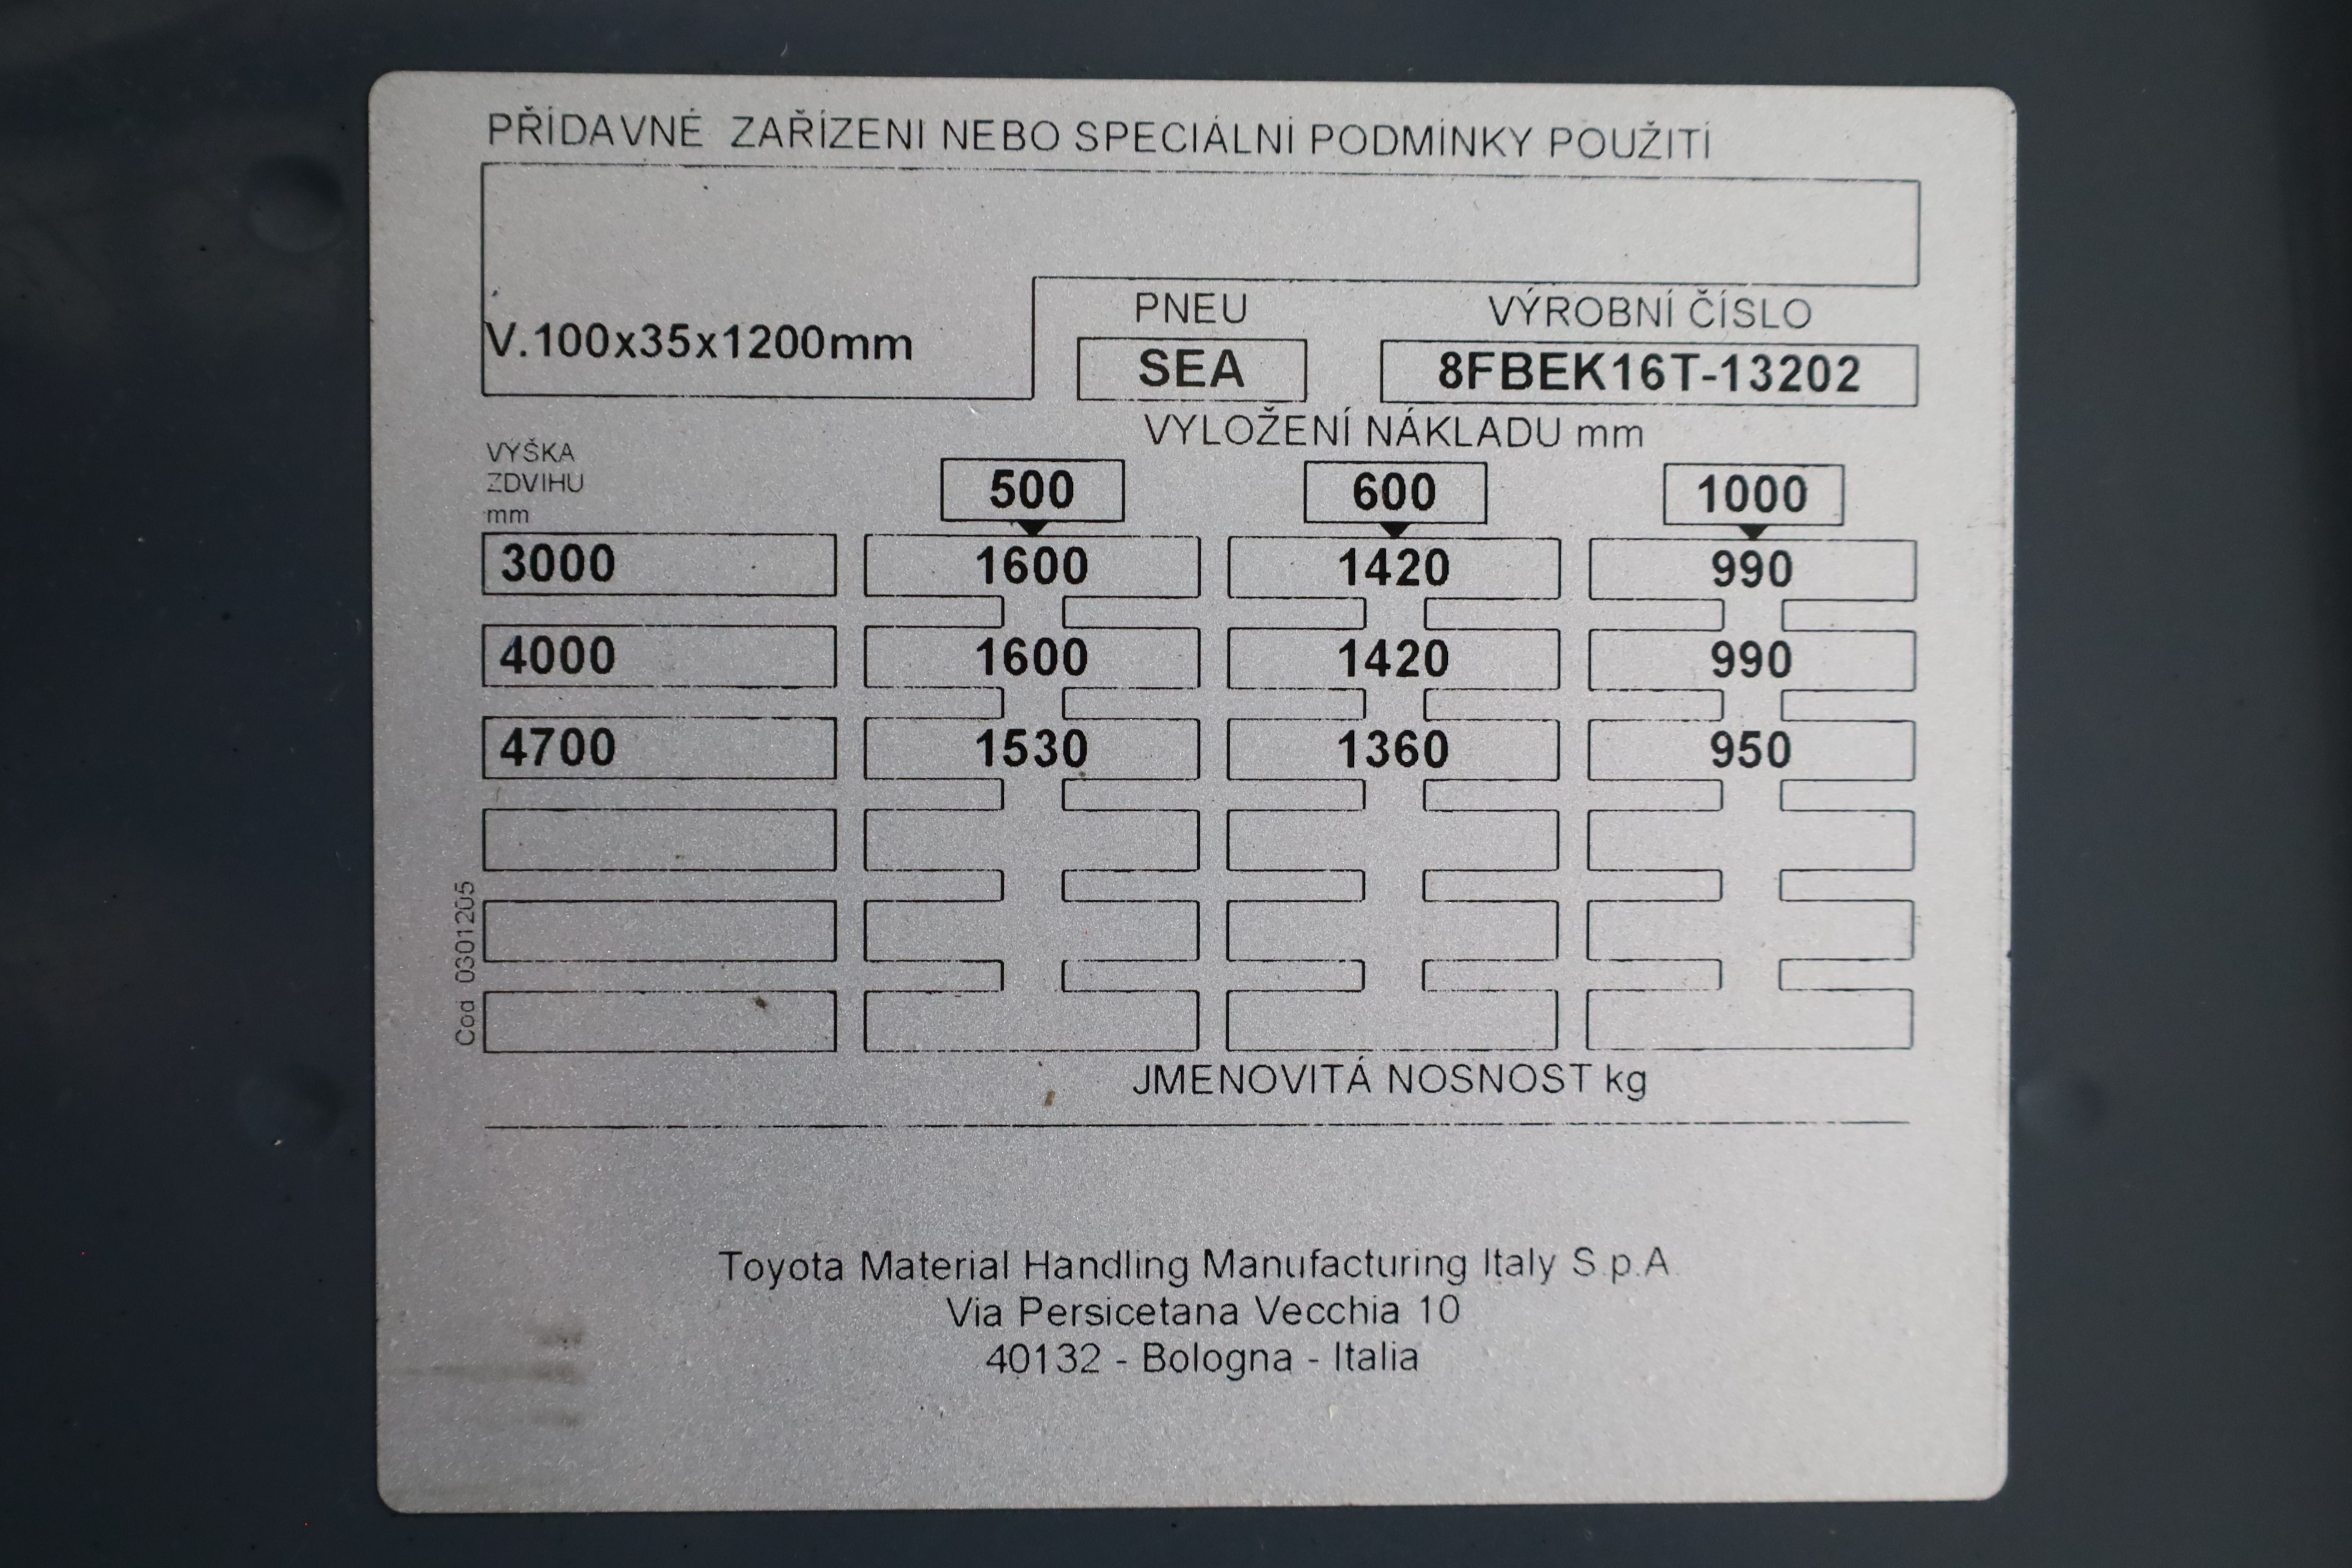 PŘÍDAVNÉ ZAŘÍZENI NEBO SPECIÁLNÍ PODMÍNKY POUŽITÍ
V.100x35x1200mm
PNEU
VÝROBNÍ ČÍSLO
SEA
8FBEK16T-13202
VYLOŽENÍ NÁKLADU mm
VÝŠKA
ZDVIHU
mm
500 600 1000
3000 1600 1420 990
4000 1600 1420 990
4700 1530 1360 950
Cod 0301205
JMENOVITÁ NOSNOST kg
Toyota Material Handling Manufacturing Italy S.p.A
Via Persicetana Vecchia 10
40132 - Bologna - Italia